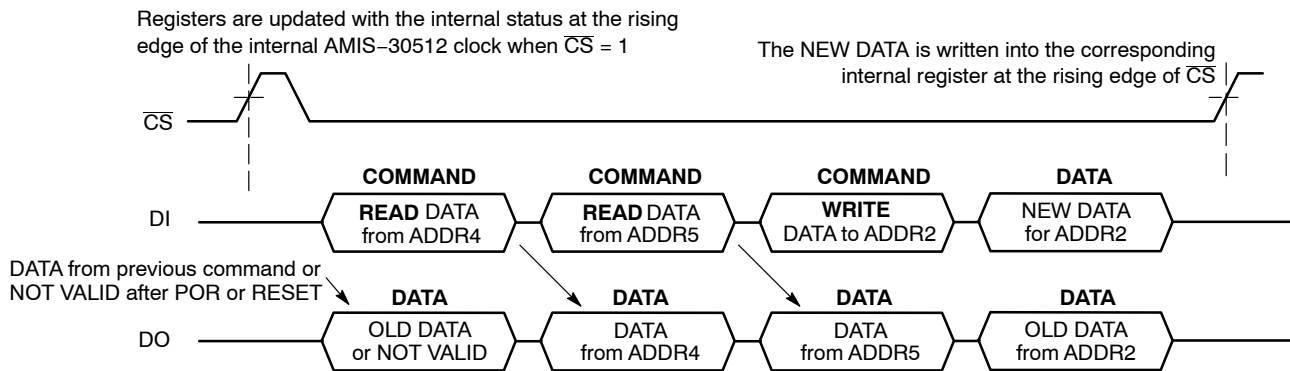 Registers are updated with the internal status at the rising
edge of the internal AMIS−30512 clock when C̅S̅ = 1
The NEW DATA is written into the corresponding
internal register at the rising edge of C̅S̅
C̅S̅
COMMAND COMMAND COMMAND DATA
DI
READ DATA
from ADDR4
READ DATA
from ADDR5
WRITE
DATA to ADDR2
NEW DATA
for ADDR2
DATA from previous command or
NOT VALID after POR or RESET
DATA DATA DATA DATA
DO
OLD DATA
or NOT VALID
DATA
from ADDR4
DATA
from ADDR5
OLD DATA
from ADDR2